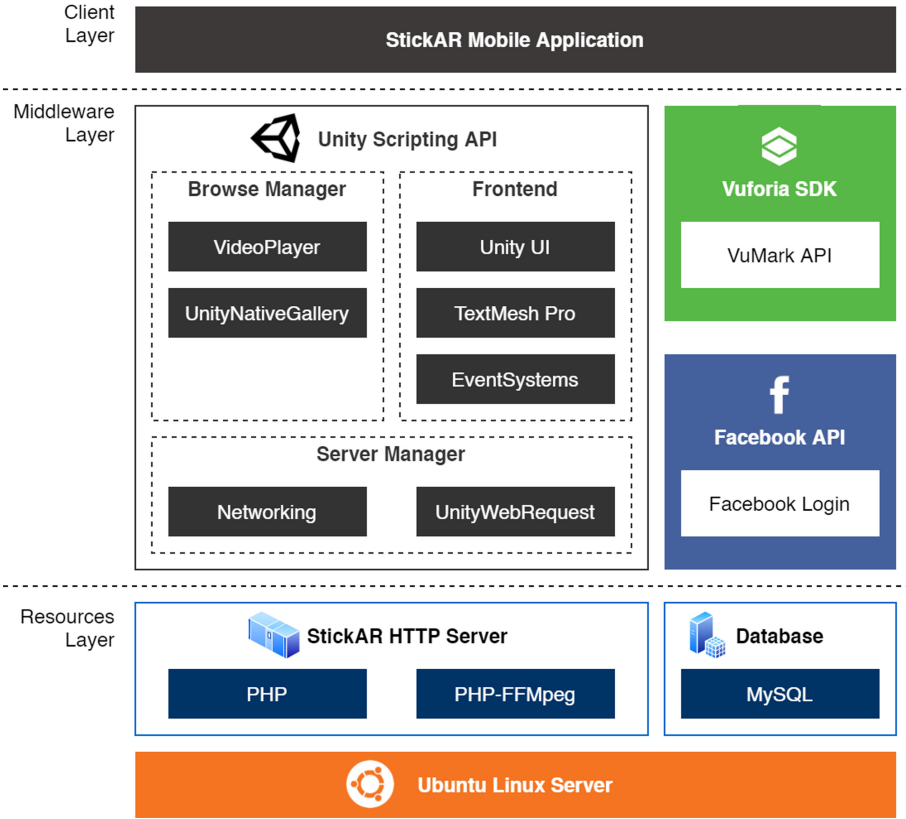 Client
Layer
StickAR Mobile Application
Middleware
Layer
Unity Scripting API
Browse Manager
VideoPlayer
UnityNativeGallery
Frontend
Unity UI
TextMesh Pro
EventSystems
Server Manager
Networking
UnityWebRequest
Vuforia SDK
VuMark API
Facebook API
Facebook Login
Resources
Layer
StickAR HTTP Server
PHP
PHP-FFMpeg
Database
MySQL
Ubuntu Linux Server